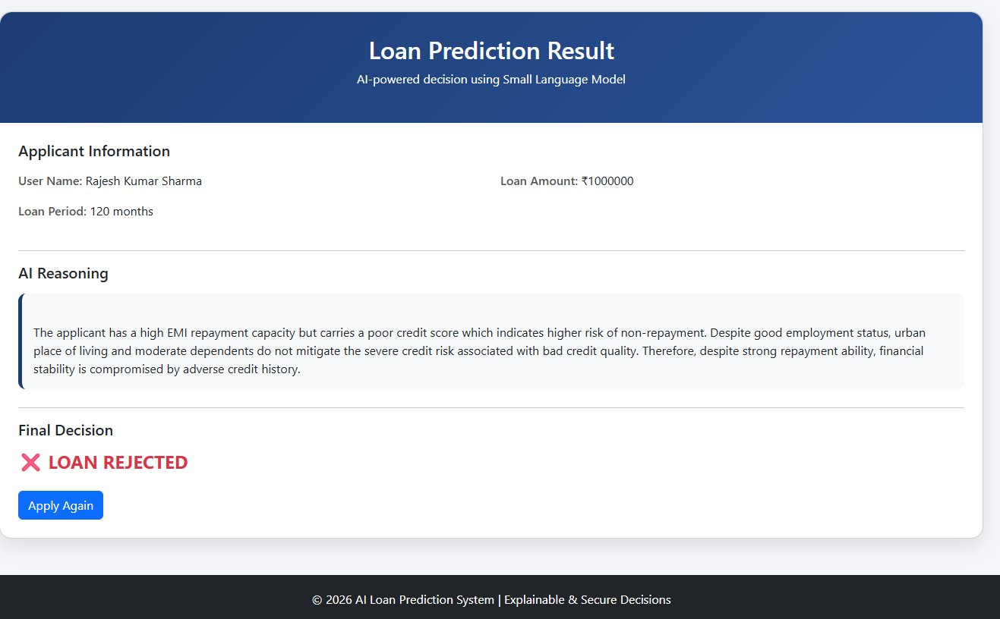 Loan Prediction Result
AI-powered decision using Small Language Model
Applicant Information
User Name: Rajesh Kumar Sharma
Loan Amount: ₹1000000
Loan Period: 120 months
AI Reasoning
The applicant has a high EMI repayment capacity but carries a poor credit score which indicates higher risk of non-repayment. Despite good employment status, urban
place of living and moderate dependents do not mitigate the severe credit risk associated with bad credit quality. Therefore, despite strong repayment ability, financial
stability is compromised by adverse credit history.
Final Decision
❌ LOAN REJECTED
Apply Again
© 2026 AI Loan Prediction System | Explainable & Secure Decisions